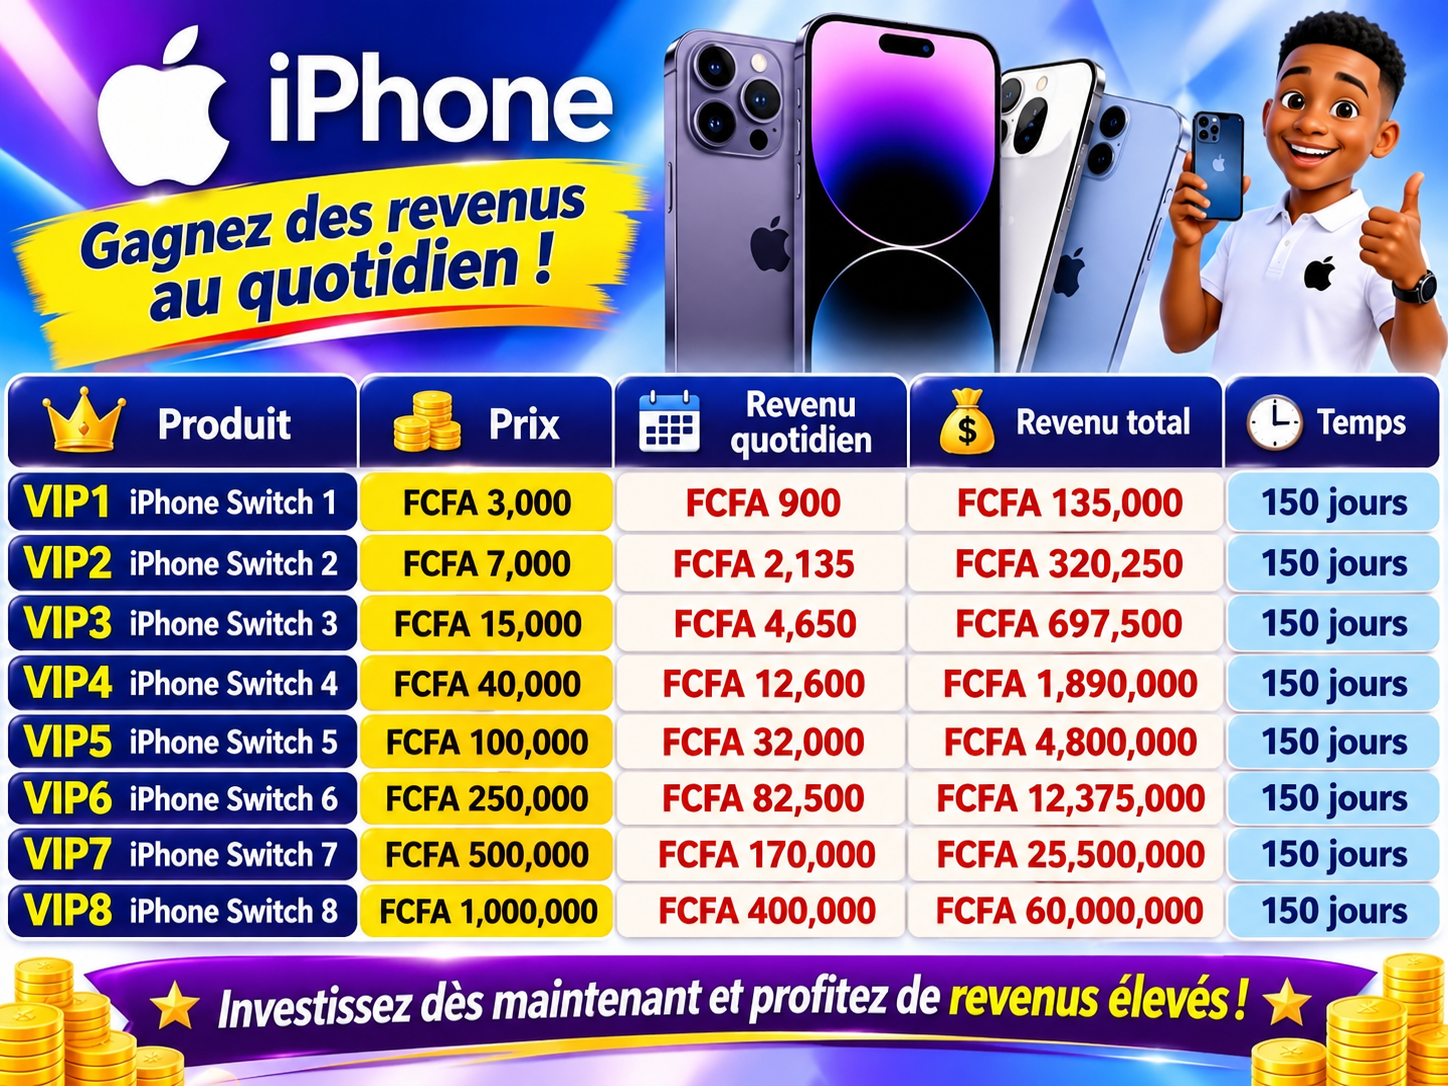 iPhone
Gagnez des revenus
au quotidien !
Produit
Prix
Revenu
quotidien
$
Revenu total
Temps
VIP1 iPhone Switch 1 FCFA 3,000 FCFA 900 FCFA 135,000 150 jours
VIP2 iPhone Switch 2 FCFA 7,000 FCFA 2,135 FCFA 320,250 150 jours
VIP3 iPhone Switch 3 FCFA 15,000 FCFA 4,650 FCFA 697,500 150 jours
VIP4 iPhone Switch 4 FCFA 40,000 FCFA 12,600 FCFA 1,890,000 150 jours
VIP5 iPhone Switch 5 FCFA 100,000 FCFA 32,000 FCFA 4,800,000 150 jours
VIP6 iPhone Switch 6 FCFA 250,000 FCFA 82,500 FCFA 12,375,000 150 jours
VIP7 iPhone Switch 7 FCFA 500,000 FCFA 170,000 FCFA 25,500,000 150 jours
VIP8 iPhone Switch 8 FCFA 1,000,000 FCFA 400,000 FCFA 60,000,000 150 jours
Investissez dès maintenant et profitez de revenus élevés !